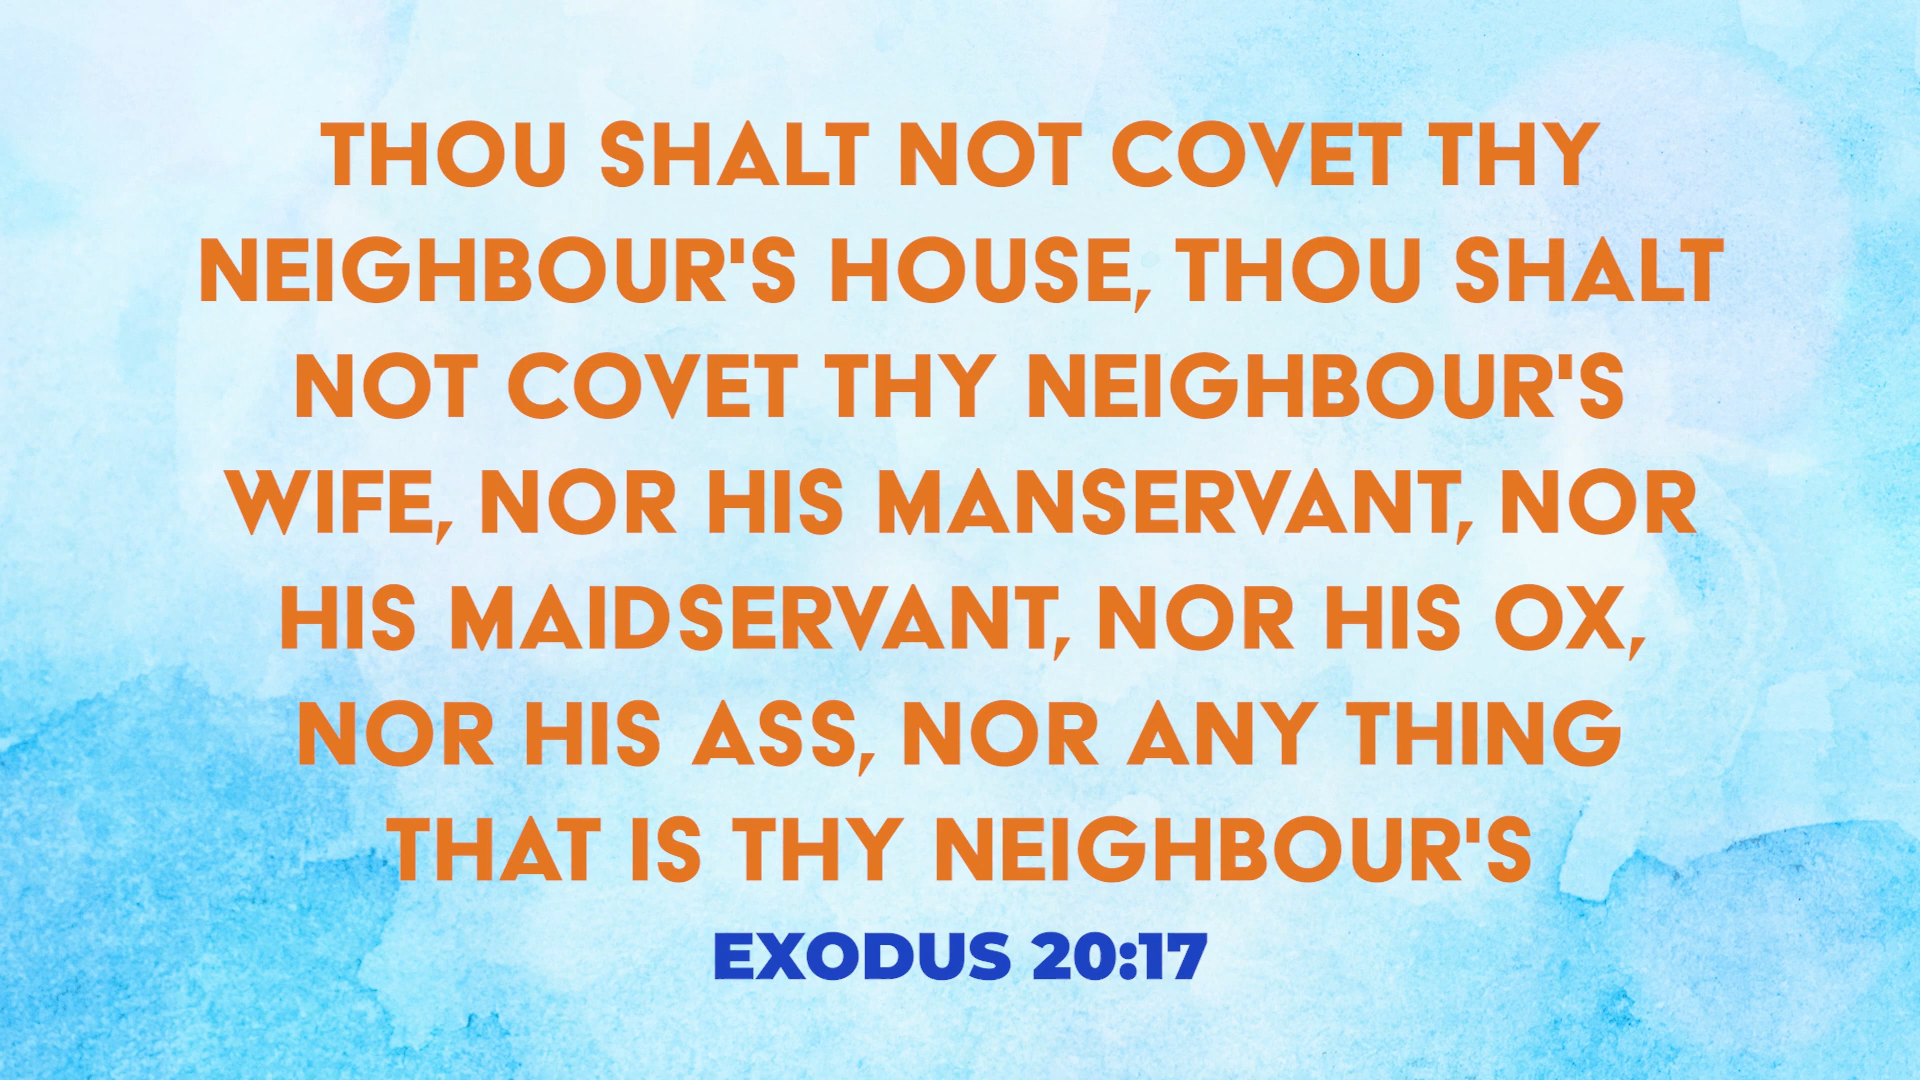 THOU SHALT NOT COVET THY
NEIGHBOUR'S HOUSE, THOU SHALT
NOT COVET THY NEIGHBOUR'S
WIFE, NOR HIS MANSERVANT, NOR
HIS MAIDSERVANT, NOR HIS OX,
NOR HIS ASS, NOR ANY THING
THAT IS THY NEIGHBOUR'S
EXODUS 20:17